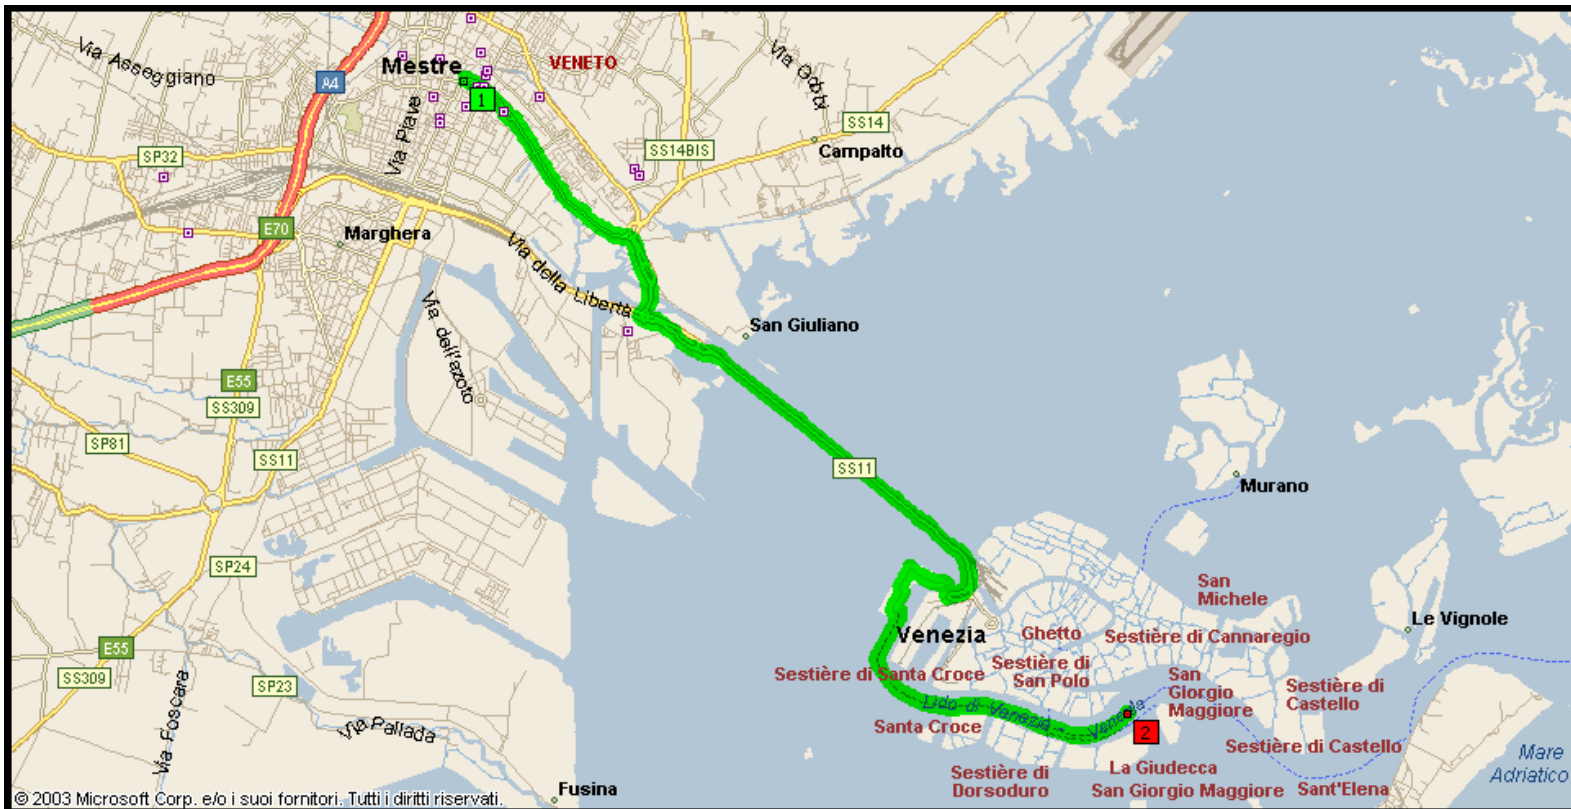 Via Asseggiano
Mestre
VENETO
Via Gobbi
A4
1
Via Piave
SS14
SP32
SS14BIS
Campalto
E70
Marghera
Via della Libertà
San Giuliano
Via dell'azoto
E55
SS309
SP81
SS11
SS11
Murano
SP24
San
Michele
Le Vignole
Venezia
Ghetto
Sestière di Cannaregio
E55
SS309
SP23
Sestière di Santa Croce
Sestière di
San Polo
San
Giorgio
Maggiore
Sestière di
Castello
Via Foscara
Via Pallada
Lido di Venezia - Venezia
Santa Croce
2
Sestière di Castello
Mare
Adriatico
Sestière di
Dorsoduro
La Giudecca
San Giorgio Maggiore
Sant'Elena
Fusina
© 2003 Microsoft Corp. e/o i suoi fornitori. Tutti i diritti riservati.